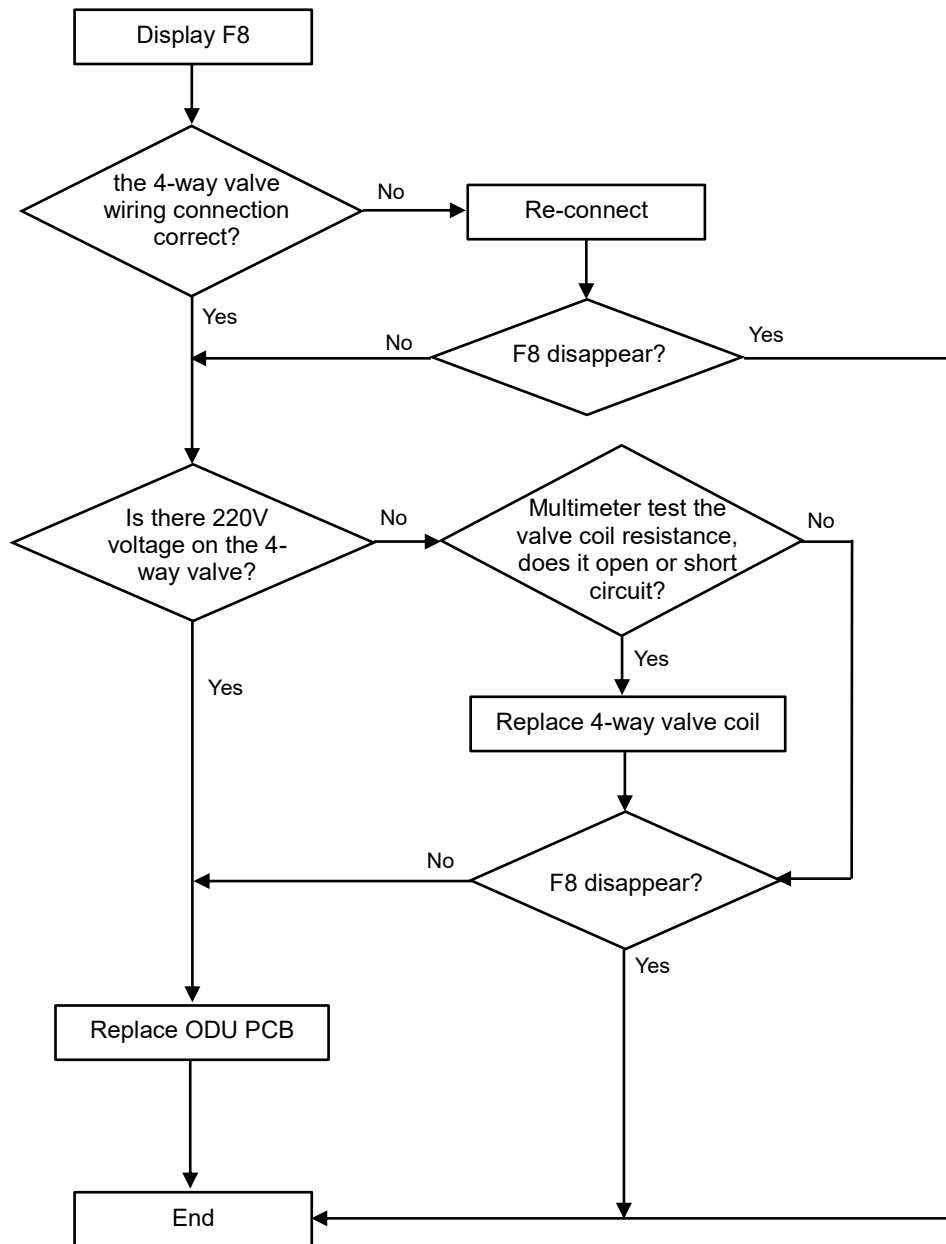 Display F8
the 4-way valve
wiring connection
correct?
No
Re-connect
Yes
No
F8 disappear?
Yes
Is there 220V
voltage on the 4-
way valve?
No
Multimeter test the
valve coil resistance,
does it open or short
circuit?
No
Yes
Yes
Replace 4-way valve coil
No
F8 disappear?
Yes
Replace ODU PCB
End